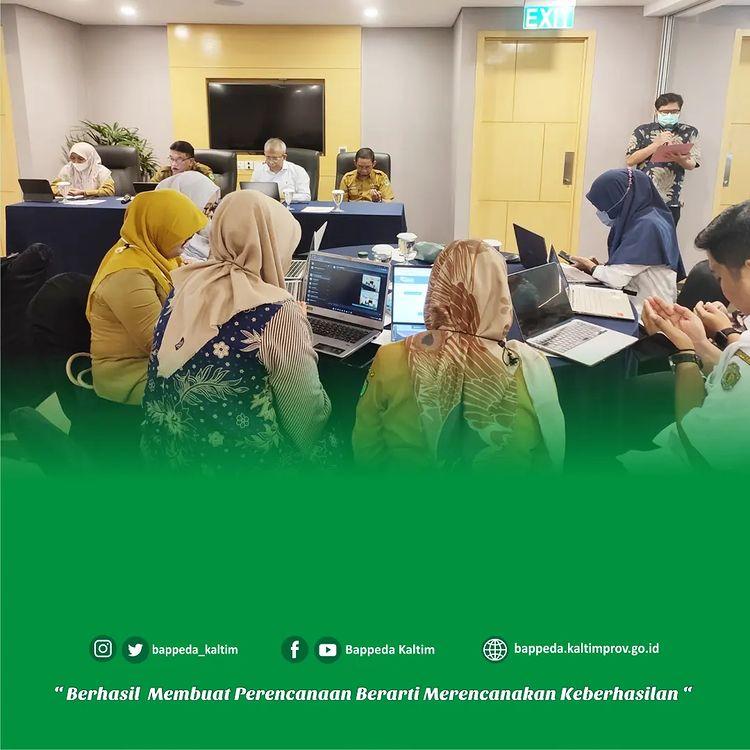 EXIT
bappeda_kaltim
Bappeda Kaltim
bappeda.kaltimprov.go.id
“ Berhasil Membuat Perencanaan Berarti Merencanakan Keberhasilan “